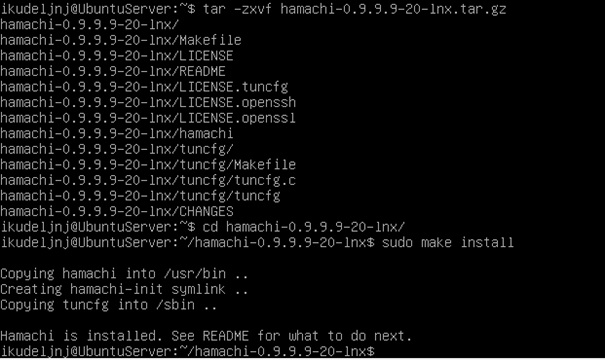 ikudeljnj@UbuntuServer:~$ tar -zxvf hamachi-0.9.9.9-20-lnx.tar.gz
hamachi-0.9.9.9-20-lnx/
hamachi-0.9.9.9-20-lnx/Makefile
hamachi-0.9.9.9-20-lnx/LICENSE
hamachi-0.9.9.9-20-lnx/README
hamachi-0.9.9.9-20-lnx/LICENSE.tuncfg
hamachi-0.9.9.9-20-lnx/LICENSE.openssh
hamachi-0.9.9.9-20-lnx/LICENSE.openssl
hamachi-0.9.9.9-20-lnx/hamachi
hamachi-0.9.9.9-20-lnx/tuncfg/
hamachi-0.9.9.9-20-lnx/tuncfg/Makefile
hamachi-0.9.9.9-20-lnx/tuncfg/tuncfg.c
hamachi-0.9.9.9-20-lnx/tuncfg/tuncfg
hamachi-0.9.9.9-20-lnx/CHANGES
ikudeljnj@UbuntuServer:~$ cd hamachi-0.9.9.9-20-lnx/
ikudeljnj@UbuntuServer:~/hamachi-0.9.9.9-20-lnx$ sudo make install
Copying hamachi into /usr/bin ..
Creating hamachi-init symlink ..
Copying tuncfg into /sbin ..
Hamachi is installed. See README for what to do next.
ikudeljnj@UbuntuServer:~/hamachi-0.9.9.9-20-lnx$